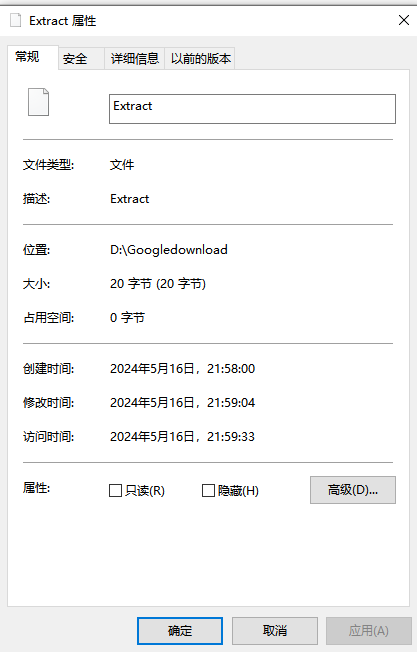 Extract 属性
常规 安全 详细信息 以前的版本
Extract
文件类型: 文件
描述: Extract
位置: D:\Googledownload
大小: 20 字节 (20 字节)
占用空间: 0 字节
创建时间: 2024年5月16日，21:58:00
修改时间: 2024年5月16日，21:59:04
访问时间: 2024年5月16日，21:59:33
属性: 只读(R) 隐藏(H) 高级(D)...
确定 取消 应用(A)